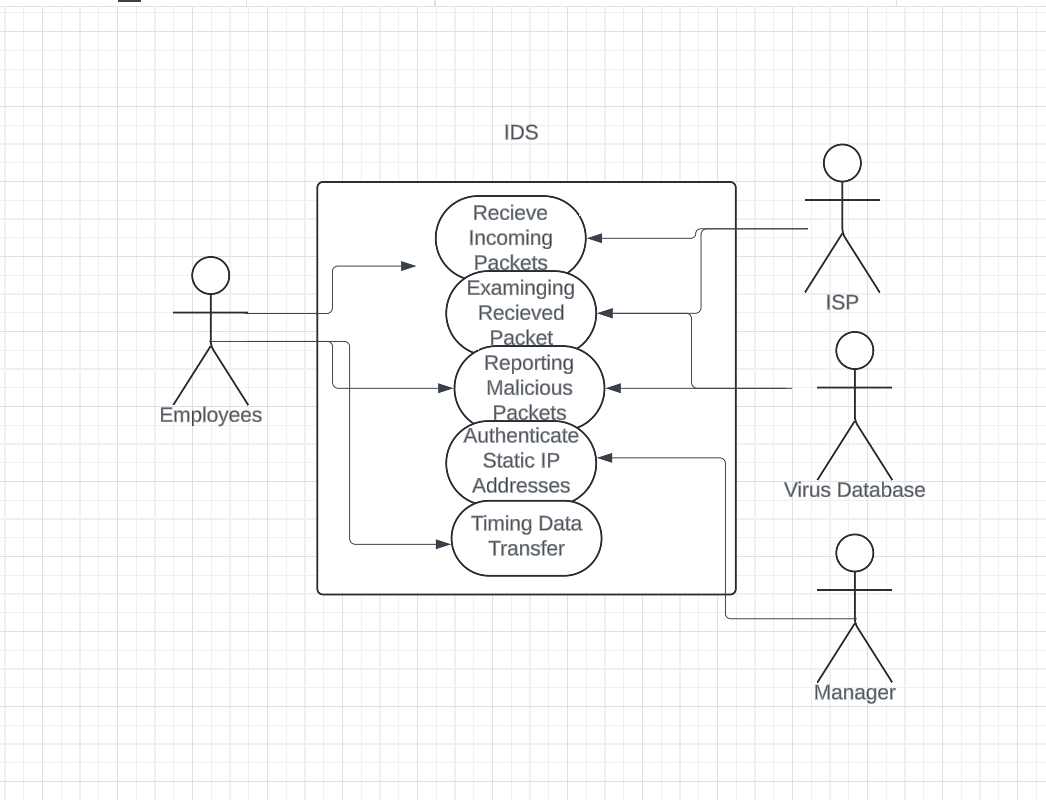 IDS
Recieve
Incoming
Packets
Examinging
Recieved
Packet
Reporting
Malicious
Packets
Authenticate
Static IP
Addresses
Timing Data
Transfer
Employees
ISP
Virus Database
Manager